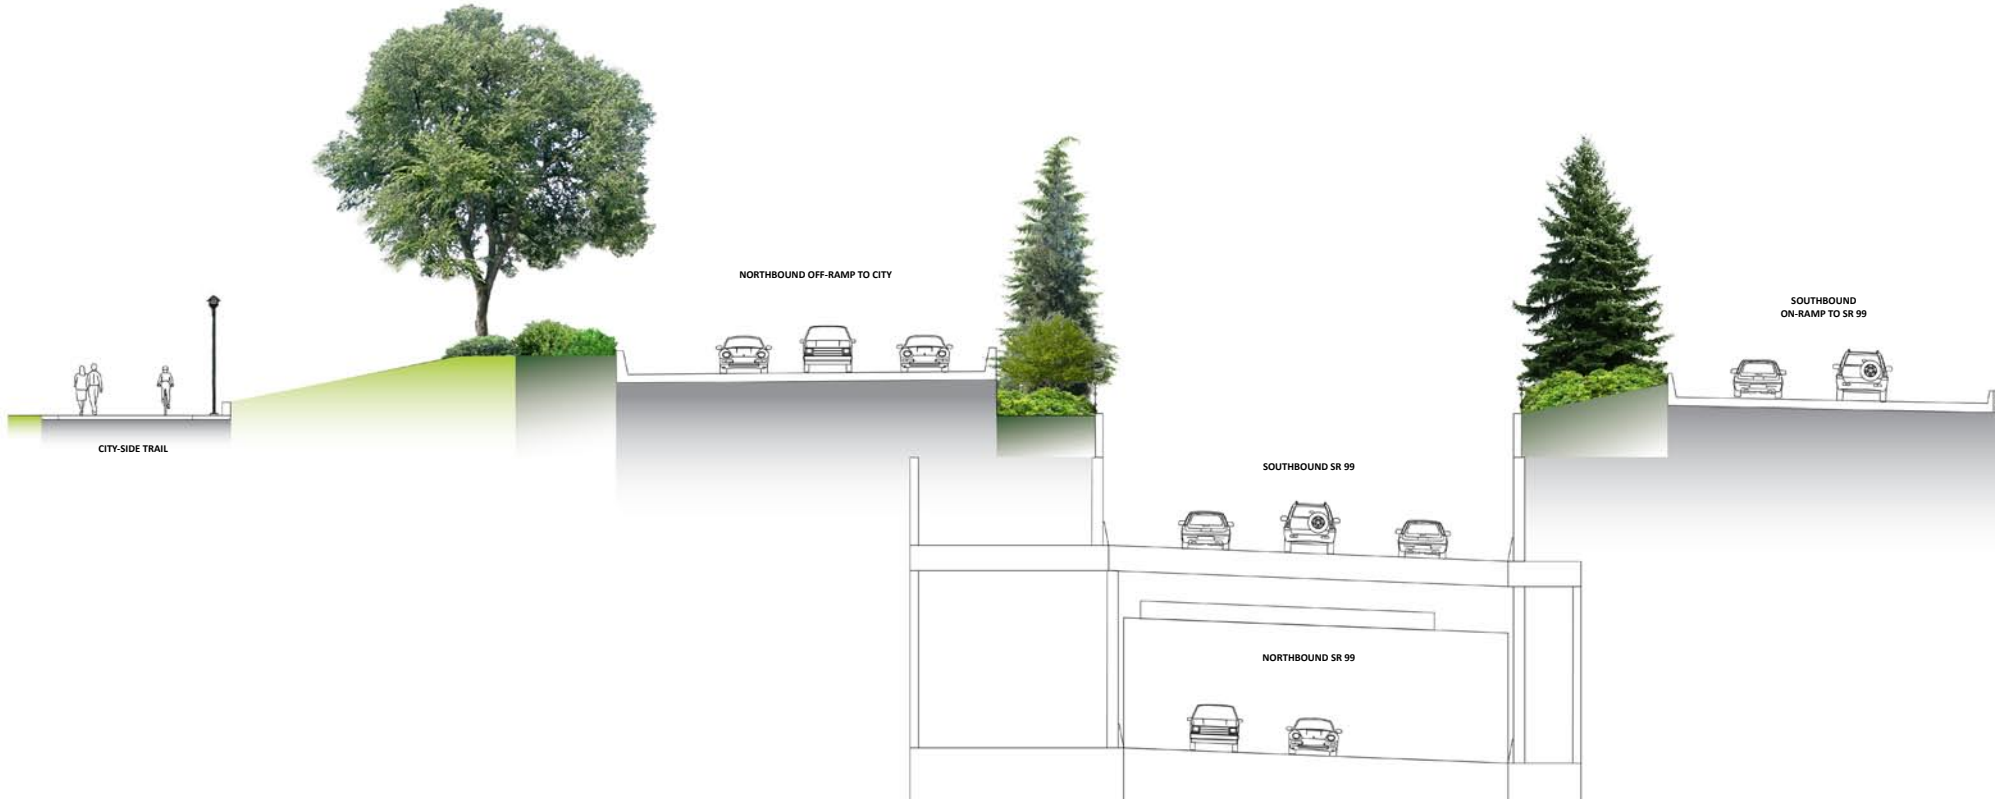 NORTHBOUND OFF-RAMP TO CITY
SOUTHBOUND
ON-RAMP TO SR 99
CITY-SIDE TRAIL
SOUTHBOUND SR 99
NORTHBOUND SR 99